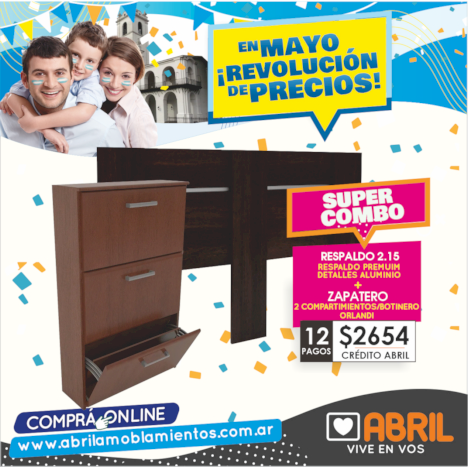 EN MAYO
¡REVOLUCIÓN
DE PRECIOS!
SUPER
COMBO
RESPALDO 2.15
RESPALDO PREMUIM
DETALLES ALUMINIO
+
ZAPATERO
2 COMPARTIMIENTOS/BOTINERO
ORLANDI
12
PAGOS
$2654
CRÉDITO ABRIL
COMPRÁ ONLINE
www.abrilamoblamientos.com.ar
ABRIL
VIVE EN VOS